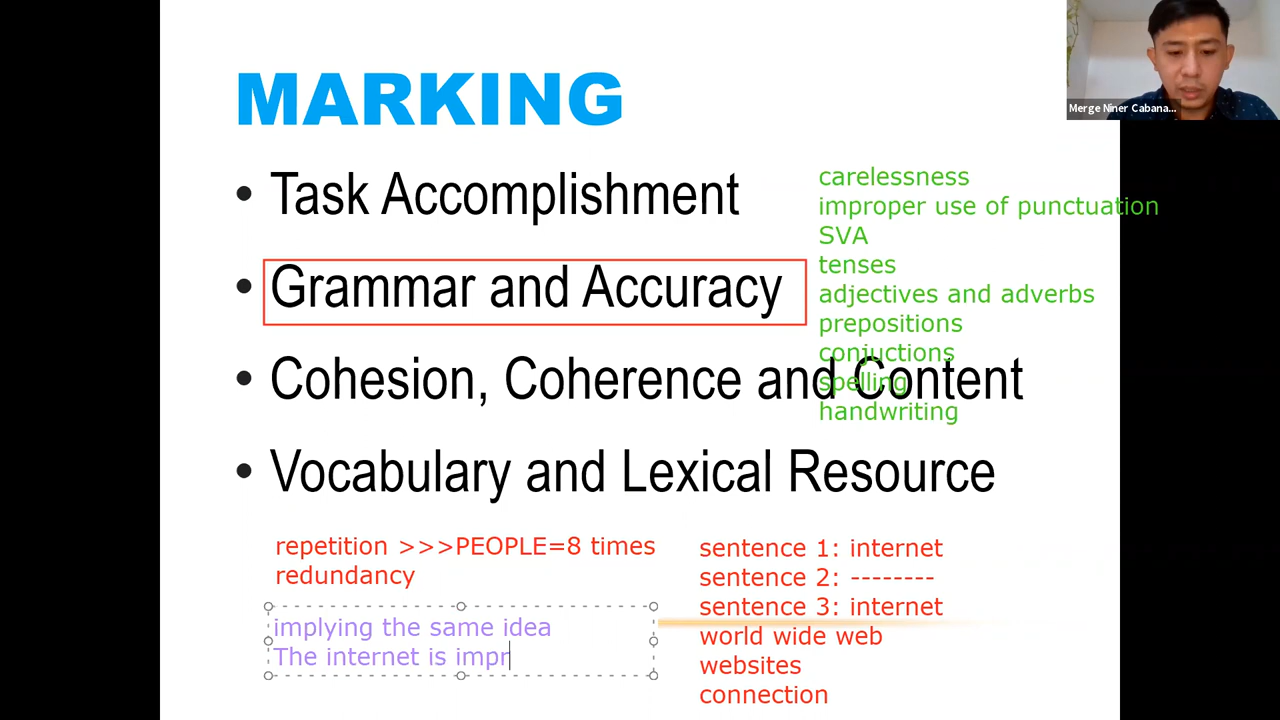 MARKING
Merge Niner Cabana...
• Task Accomplishment
• Grammar and Accuracy
• Cohesion, Coherence and Content
• Vocabulary and Lexical Resource
carelessness
improper use of punctuation
SVA
tenses
adjectives and adverbs
prepositions
conjuctions
spelling
handwriting
repetition >>>PEOPLE=8 times
redundancy
implying the same idea
The internet is impr
sentence 1: internet
sentence 2: --------
sentence 3: internet
world wide web
websites
connection